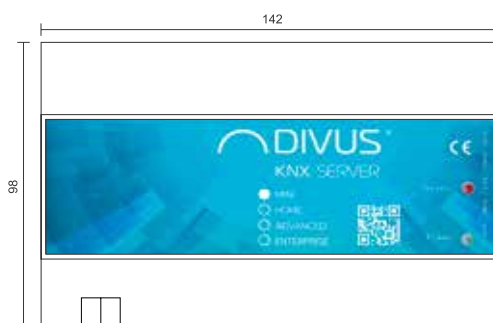 142
98
DIVUS®
KNX SERVER
MINI
HOME
ADVANCED
ENTERPRISE
CE